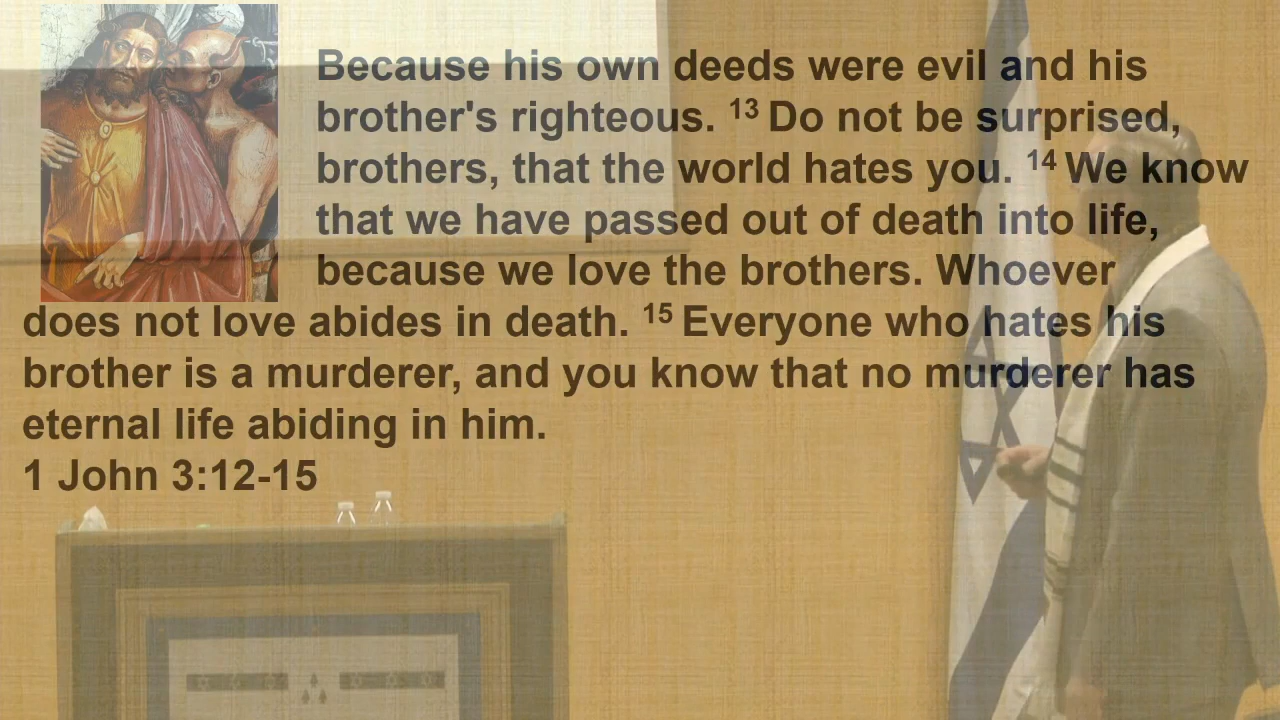 Because his own deeds were evil and his
brother's righteous. 13 Do not be surprised,
brothers, that the world hates you. 14 We know
that we have passed out of death into life,
because we love the brothers. Whoever
does not love abides in death. 15 Everyone who hates his
brother is a murderer, and you know that no murderer has
eternal life abiding in him.
1 John 3:12-15